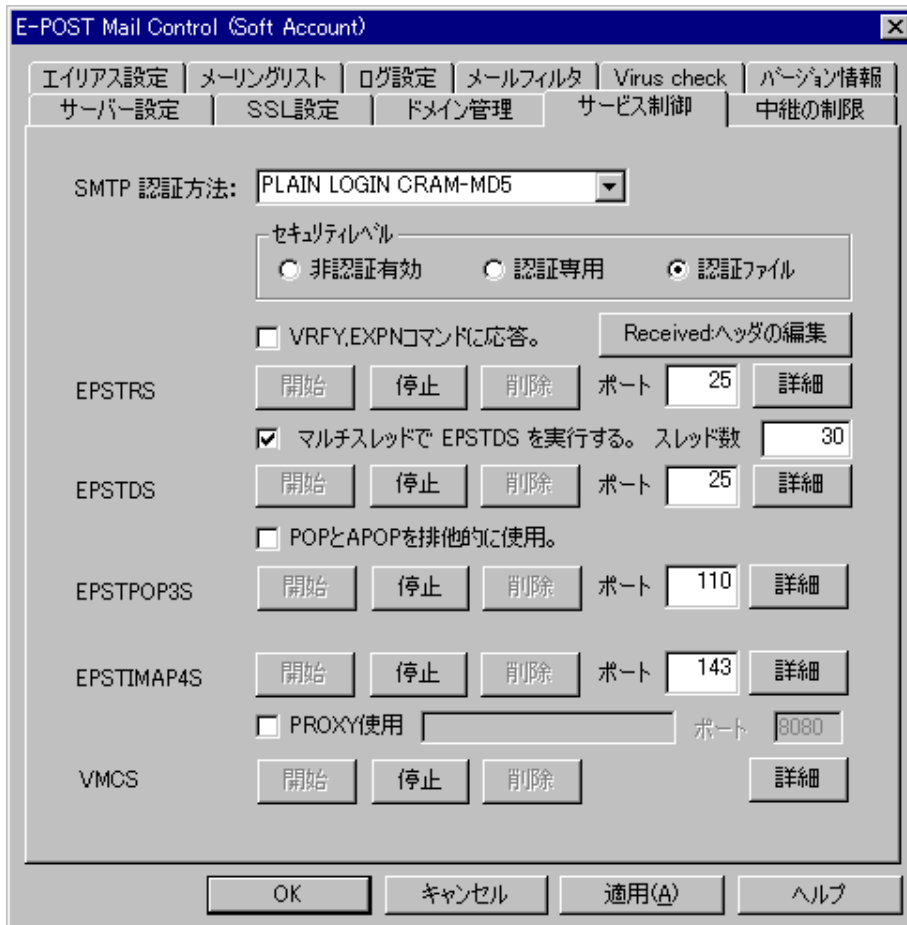 E-POST Mail Control (Soft Account)
エイリアス設定 メーリングリスト ログ設定 メールフィルタ Virus check バージョン情報
サーバー設定 SSL設定 ドメイン管理 サービス制御 中継の制限
SMTP 認証方法: PLAIN LOGIN CRAM-MD5
セキュリティレベル
非認証有効 認証専用 認証ファイル
VRFY,EXPNコマンドに応答。 Received:ヘッダの編集
EPSTRS 開始 停止 削除 ポート 25 詳細
マルチスレッドで EPSTDS を実行する。 スレッド数 30
EPSTDS 開始 停止 削除 ポート 25 詳細
POPとAPOPを排他的に使用。
EPSTPOP3S 開始 停止 削除 ポート 110 詳細
EPSTIMAP4S 開始 停止 削除 ポート 143 詳細
PROXY使用 ポート 8080
VMCS 開始 停止 削除 詳細
OK キャンセル 適用(A) ヘルプ